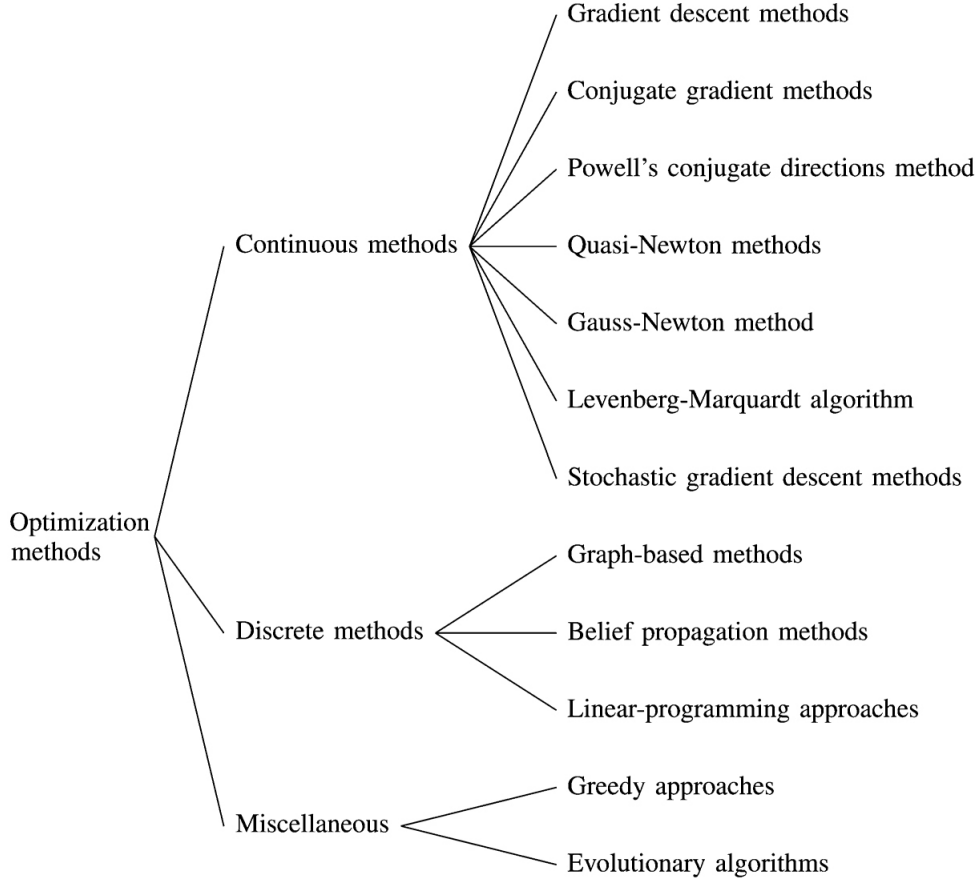 Gradient descent methods
Conjugate gradient methods
Powell's conjugate directions method
Continuous methods
Quasi-Newton methods
Gauss-Newton method
Levenberg-Marquardt algorithm
Stochastic gradient descent methods
Optimization
methods
Graph-based methods
Discrete methods
Belief propagation methods
Linear-programming approaches
Greedy approaches
Miscellaneous
Evolutionary algorithms